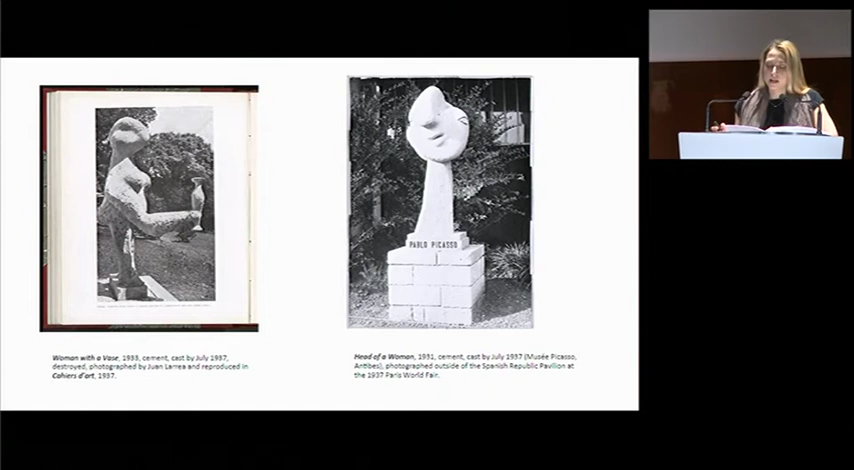 PABLO PICASSO
Woman with a Vase, 1933, cement, cast by July 1937,
destroyed, photographed by Juan Larrea and reproduced in
Cahiers d'art, 1937.
Head of a Woman, 1931, cement, cast by July 1937 (Musée Picasso,
Antibes), photographed outside of the Spanish Republic Pavilion at
the 1937 Paris World Fair.